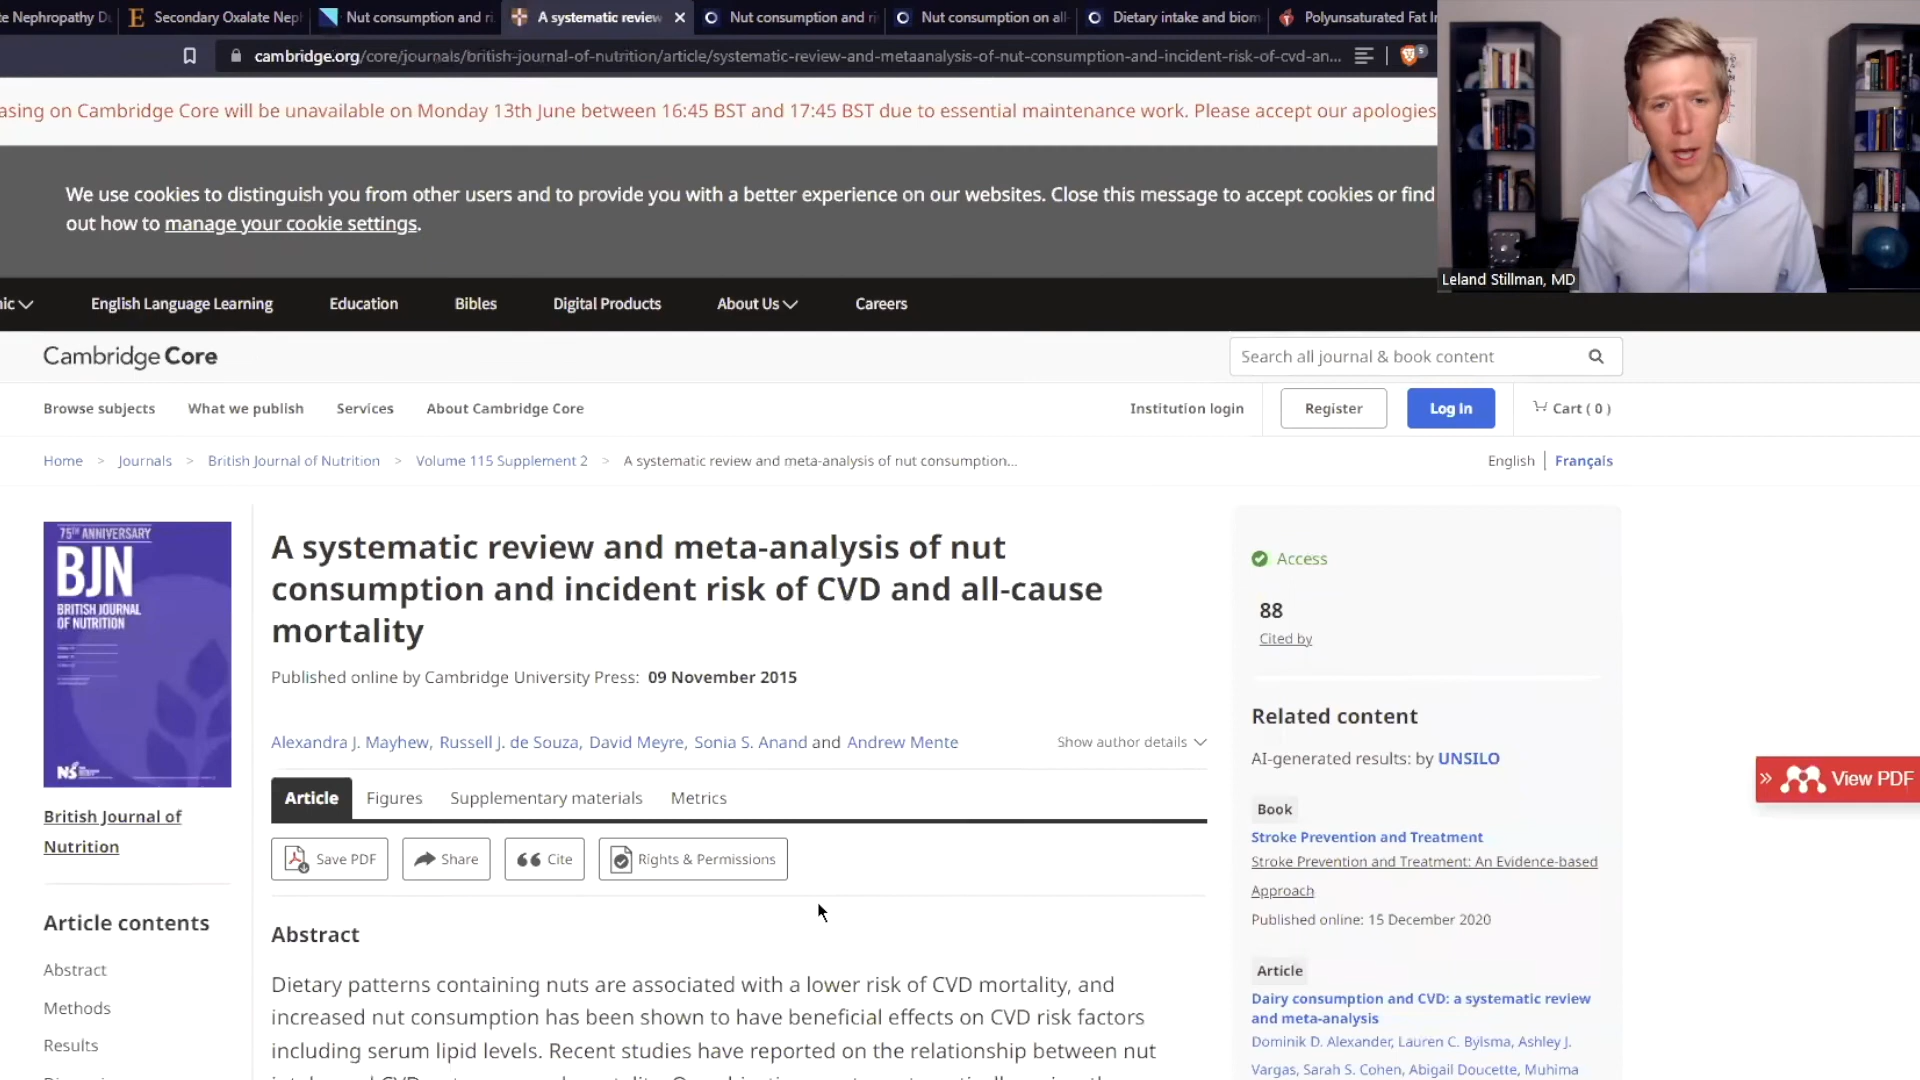 te Nephropathy D
Secondary Oxalate Neph
Nut consumption and ri
A systematic review
Nut consumption and ri
Nut consumption on all-
Dietary intake and biom
Polyunsaturated Fat In
cambridge.org/core/journals/british-journal-of-nutrition/article/systematic-review-and-metaanalysis-of-nut-consumption-and-incident-risk-of-cvd-an...
5
asing on Cambridge Core will be unavailable on Monday 13th June between 16:45 BST and 17:45 BST due to essential maintenance work. Please accept our apologies
We use cookies to distinguish you from other users and to provide you with a better experience on our websites. Close this message to accept cookies or find
out how to manage your cookie settings.
Leland Stillman, MD
ic
English Language Learning
Education
Bibles
Digital Products
About Us
Careers
Cambridge Core
Search all journal & book content
Browse subjects
What we publish
Services
About Cambridge Core
Institution login
Register
Log in
Cart ( 0 )
Home > Journals > British Journal of Nutrition > Volume 115 Supplement 2 > A systematic review and meta-analysis of nut consumption...
English | Français
75TH ANNIVERSARY
BJN
BRITISH JOURNAL
OF NUTRITION
NS
British Journal of
Nutrition
Article contents
Abstract
Methods
Results
A systematic review and meta-analysis of nut
consumption and incident risk of CVD and all-cause
mortality
Published online by Cambridge University Press: 09 November 2015
Alexandra J. Mayhew, Russell J. de Souza, David Meyre, Sonia S. Anand and Andrew Mente
Show author details
Article
Figures
Supplementary materials
Metrics
Save PDF
Share
Cite
Rights & Permissions
Abstract
Dietary patterns containing nuts are associated with a lower risk of CVD mortality, and
increased nut consumption has been shown to have beneficial effects on CVD risk factors
including serum lipid levels. Recent studies have reported on the relationship between nut
Access
88
Cited by
Related content
AI-generated results: by UNSILO
Book
Stroke Prevention and Treatment
Stroke Prevention and Treatment: An Evidence-based
Approach
Published online: 15 December 2020
Article
Dairy consumption and CVD: a systematic review
and meta-analysis
Dominik D. Alexander, Lauren C. Bylsma, Ashley J.
Vargas, Sarah S. Cohen, Abigail Doucette, Muhima
» View PDF